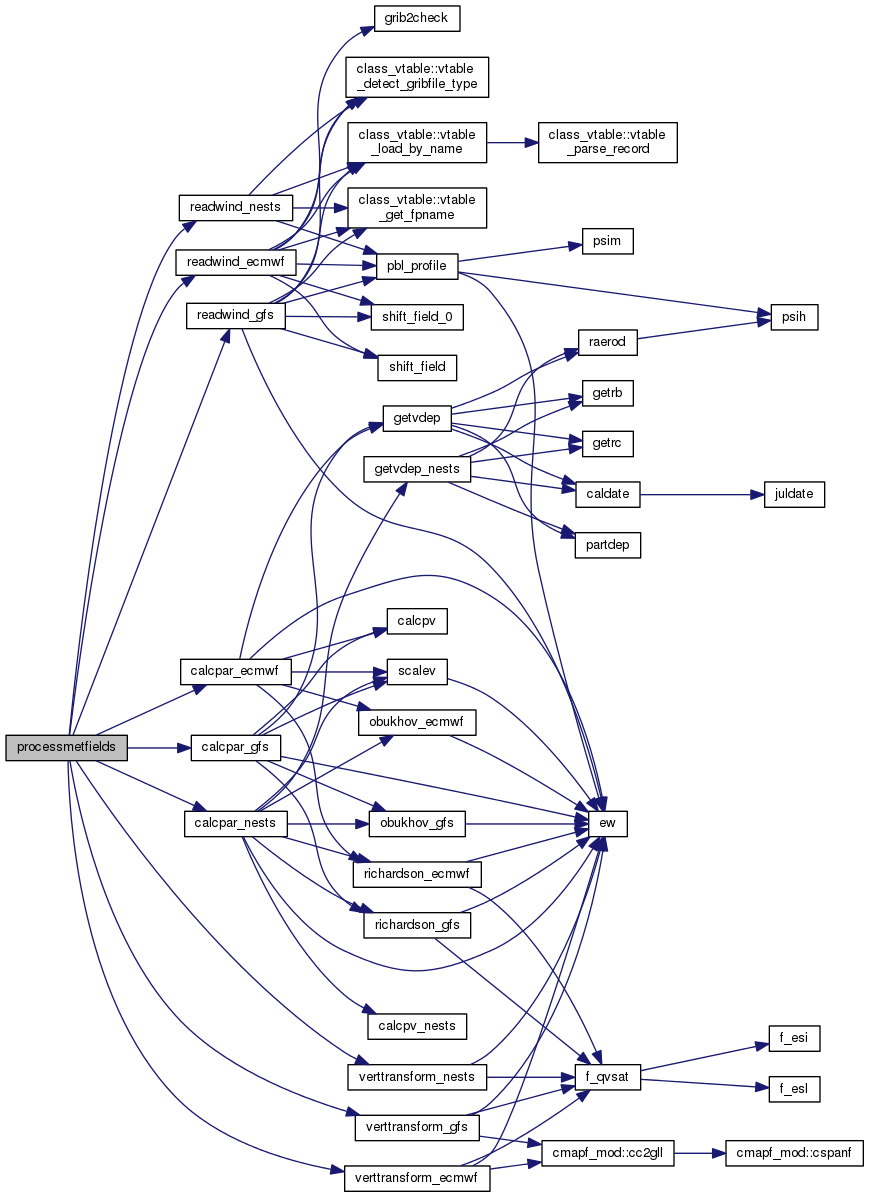 grib2check
class_vtable::vtable
_detect_gribfile_type
class_vtable::vtable
_load_by_name
class_vtable::vtable
_parse_record
readwind_nests
class_vtable::vtable
_get_fpname
psim
readwind_ecmwf
pbl_profile
readwind_gfs
shift_field_0
psih
raerod
shift_field
getrb
getvdep
getrc
getvdep_nests
caldate
juldate
partdep
calcpv
calcpar_ecmwf
scalev
obukhov_ecmwf
processmetfields
calcpar_gfs
calcpar_nests
obukhov_gfs
ew
richardson_ecmwf
richardson_gfs
calcpv_nests
f_esi
verttransform_nests
f_qvsat
f_esl
verttransform_gfs
cmapf_mod::cc2gll
cmapf_mod::cspanf
verttransform_ecmwf